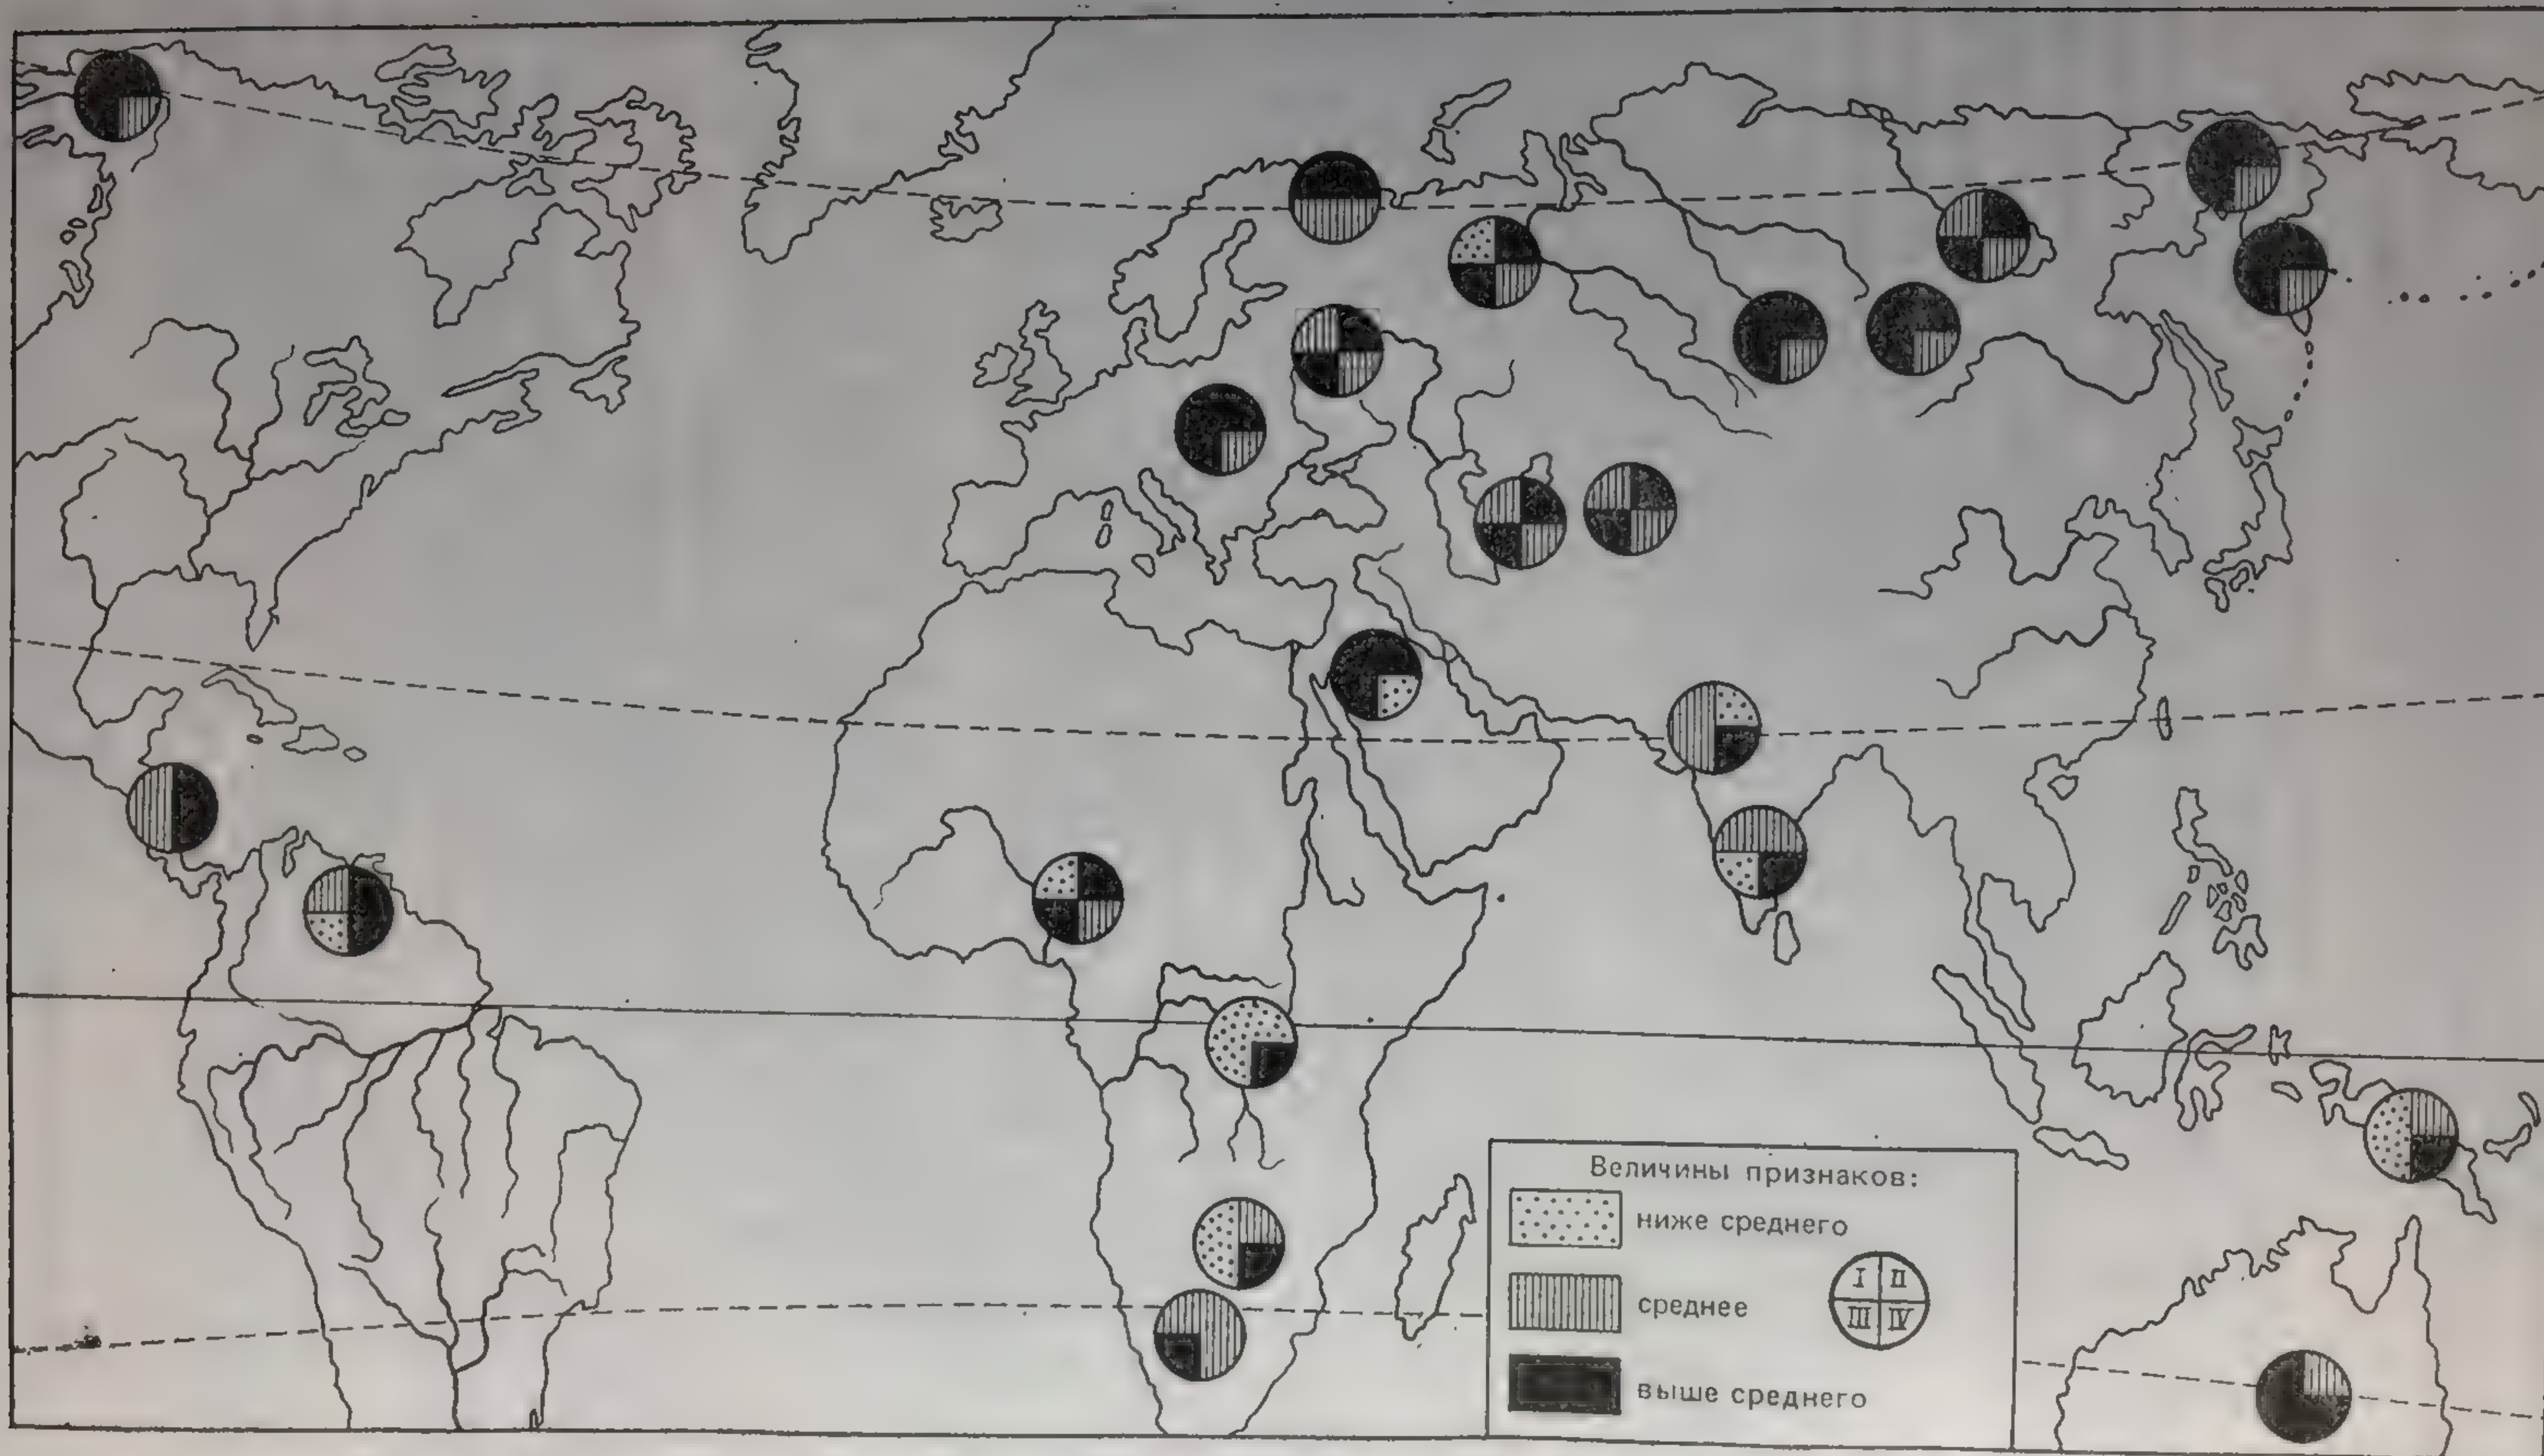 Величины признаков:
ниже среднего
среднее
выше среднего
I II
III IV